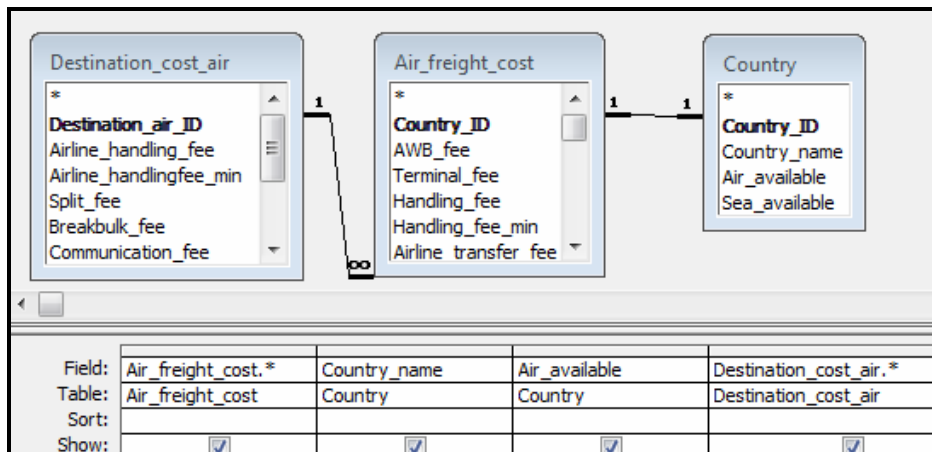 Destination_cost_air
*
Destination_air_ID
Airline_handling_fee
Airline_handlingfee_min
Split_fee
Breakbulk_fee
Communication_fee
1
∞
Air_freight_cost
*
Country_ID
AWB_fee
Terminal_fee
Handling_fee
Handling_fee_min
Airline_transfer_fee
1
1
Country
*
Country_ID
Country_name
Air_available
Sea_available
Field: Air_freight_cost.* Country_name Air_available Destination_cost_air.*
Table: Air_freight_cost Country Country Destination_cost_air
Sort:
Show: